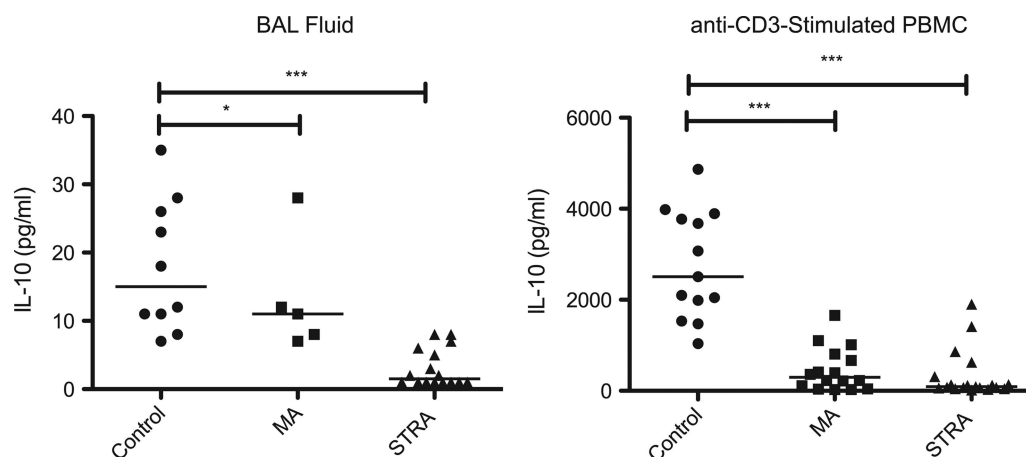 BAL Fluid
***
*
40
30
20
10
0
IL-10 (pg/ml)
Control
MA
STRA
anti-CD3-Stimulated PBMC
***
***
6000
4000
2000
0
IL-10 (pg/ml)
Control
MA
STRA